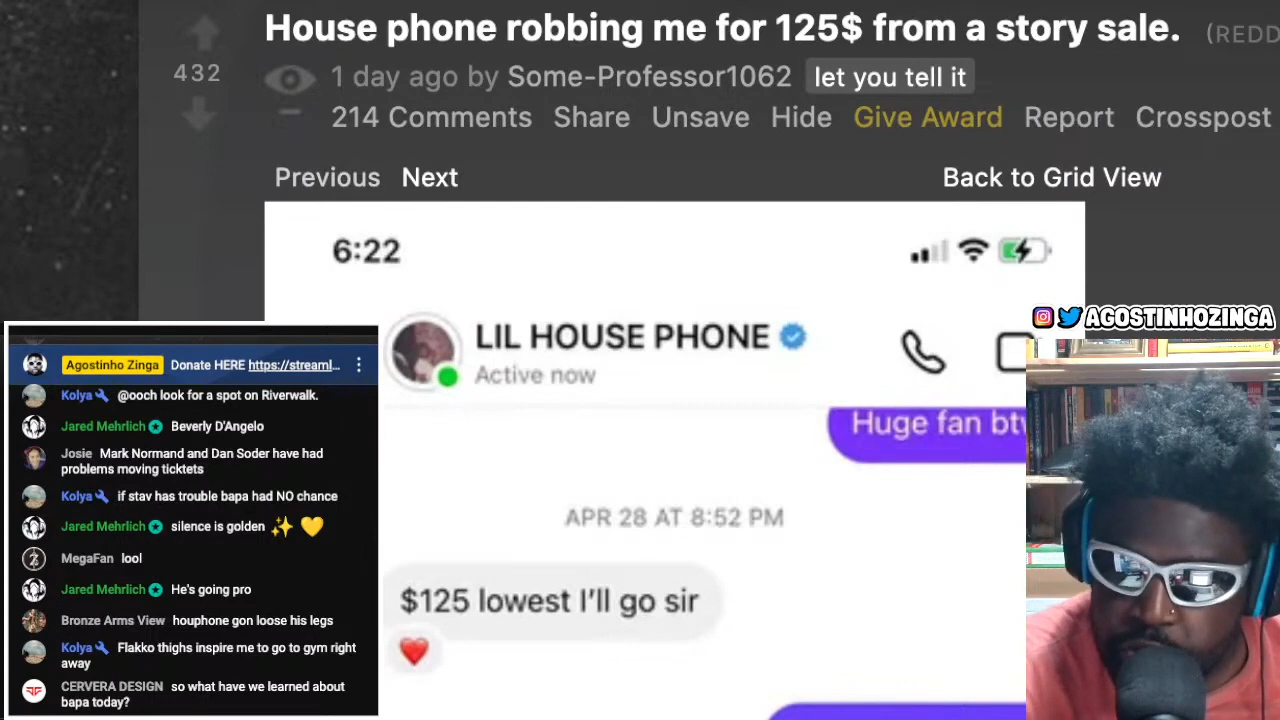 House phone robbing me for 125$ from a story sale. (REDD
432
1 day ago by Some-Professor1062 let you tell it
214 Comments Share Unsave Hide Give Award Report Crosspost
Previous Next
Back to Grid View
6:22
LIL HOUSE PHONE
Active now
Huge fan btw
APR 28 AT 8:52 PM
$125 lowest I'll go sir
AGOSTINHOZINGA
Agostinho Zinga Donate HERE https://streaml...
Kolya @ooch look for a spot on Riverwalk.
Jared Mehrlich Beverly D'Angelo
Josie Mark Normand and Dan Soder have had
problems moving ticktets
Kolya if stav has trouble bapa had NO chance
Jared Mehrlich silence is golden ✨ 💛
MegaFan lool
Jared Mehrlich He's going pro
Bronze Arms View houphone gon loose his legs
Kolya Flakko thighs inspire me to go to gym right
away
CERVERA DESIGN so what have we learned about
bapa today?